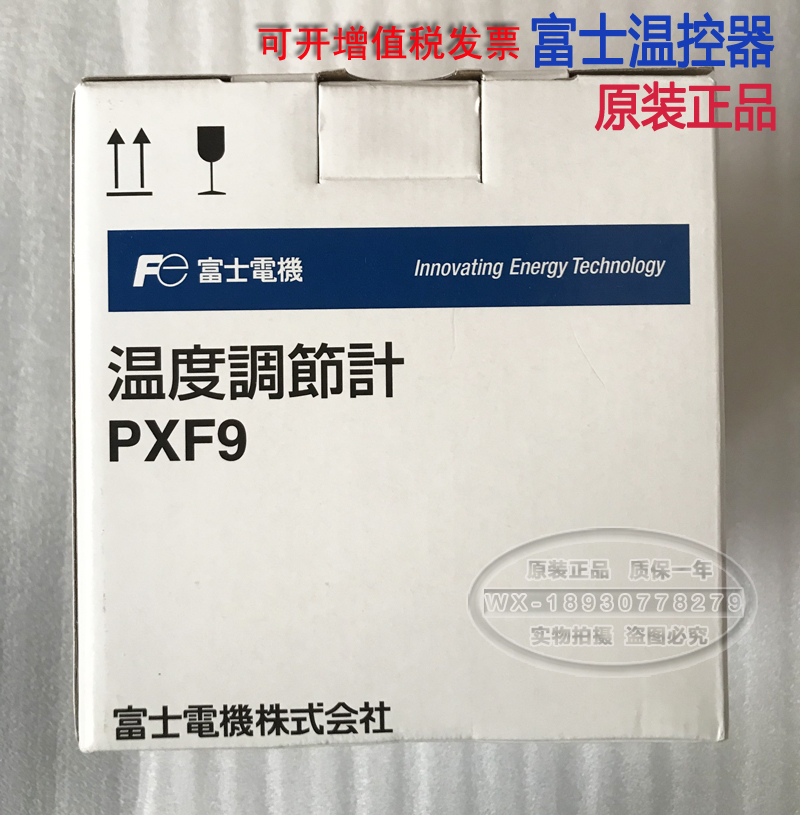 可开增值税发票 富士温控器
原装正品
Fe 富士電機 Innovating Energy Technology
温度調節計
PXF9
原装正品 质保一年
WX-18930778279
实物拍摄 盗图必究
富士電機株式会社